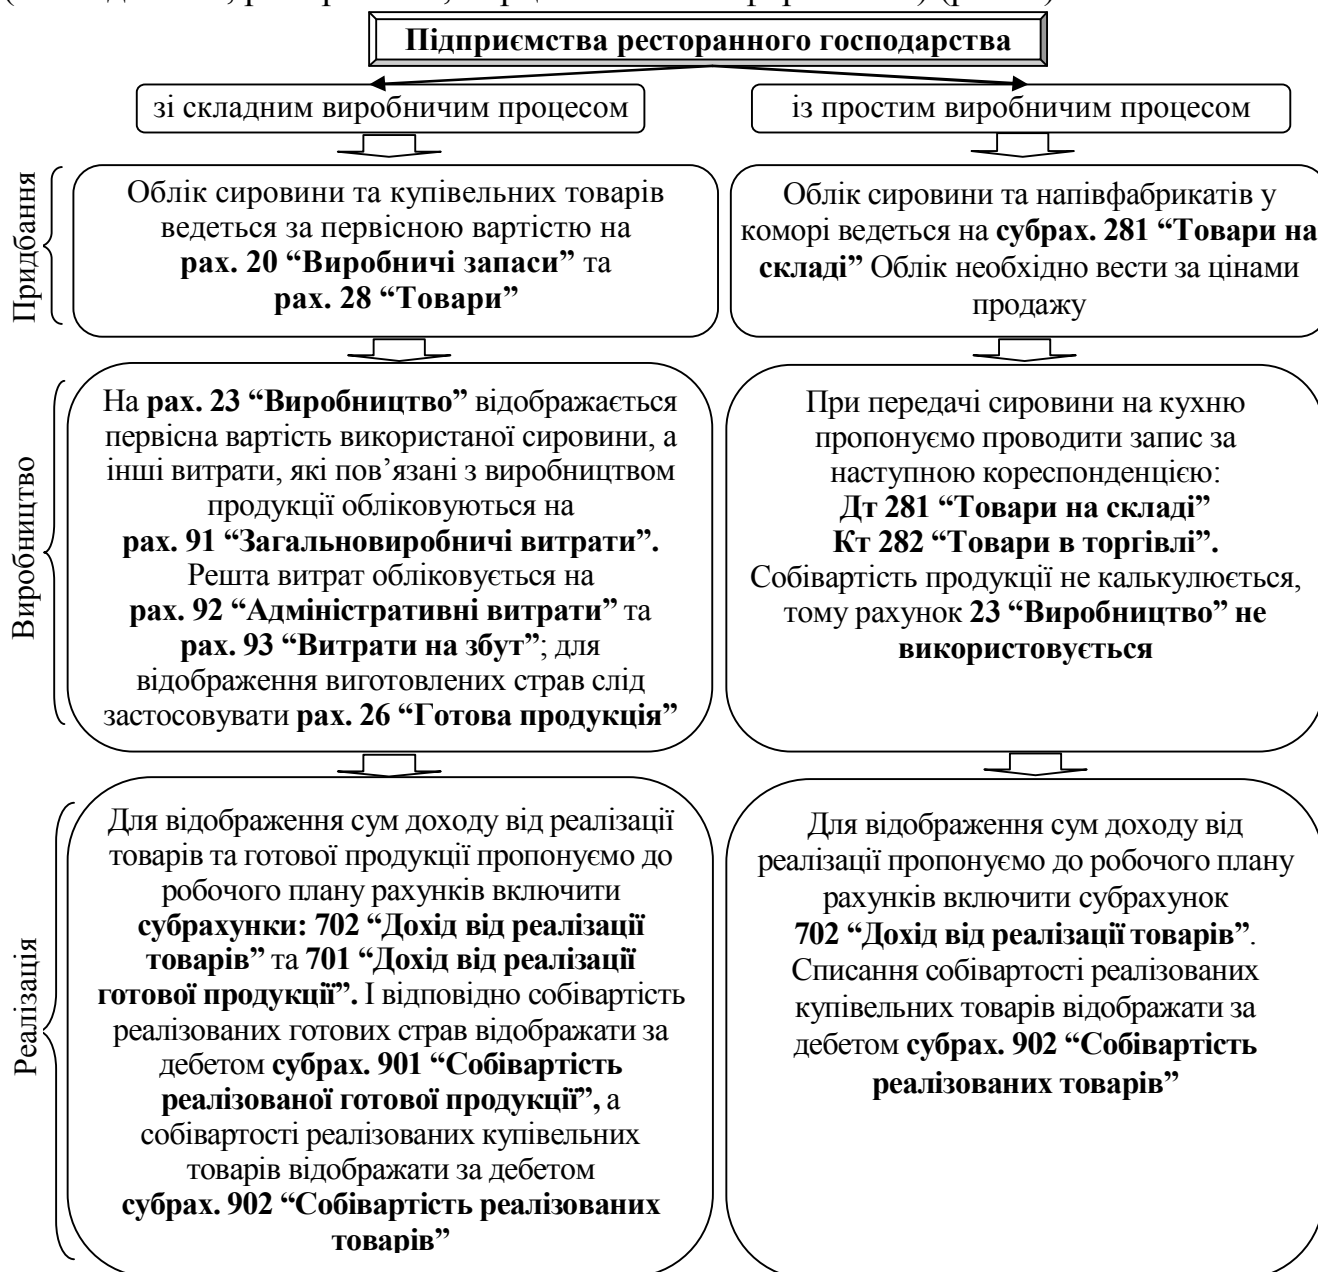 Підприємства ресторанного господарства
зі складним виробничим процесом
із простим виробничим процесом
Придбання
Облік сировини та купівельних товарів
ведеться за первісною вартістю на
рах. 20 “Виробничі запаси” та
рах. 28 “Товари”
Облік сировини та напівфабрикатів у
коморі ведеться на субрах. 281 “Товари на
складі” Облік необхідно вести за цінами
продажу
Виробництво
На рах. 23 “Виробництво” відображається
первісна вартість використаної сировини, а
інші витрати, які пов’язані з виробництвом
продукції обліковуються на
рах. 91 “Загальновиробничі витрати”.
Решта витрат обліковується на
рах. 92 “Адміністративні витрати” та
рах. 93 “Витрати на збут”; для
відображення виготовлених страв слід
застосовувати рах. 26 “Готова продукція”
При передачі сировини на кухню
пропонуємо проводити запис за
наступною кореспонденцією:
Дт 281 “Товари на складі”
Кт 282 “Товари в торгівлі”.
Собівартість продукції не калькулюється,
тому рахунок 23 “Виробництво” не
використовується
Реалізація
Для відображення сум доходу від реалізації
товарів та готової продукції пропонуємо до
робочого плану рахунків включити
субрахунки: 702 “Дохід від реалізації
товарів” та 701 “Дохід від реалізації
готової продукції”. І відповідно собівартість
реалізованих готових страв відображати за
дебетом субрах. 901 “Собівартість
реалізованої готової продукції”, а
собівартості реалізованих купівельних
товарів відображати за дебетом
субрах. 902 “Собівартість реалізованих
товарів”
Для відображення сум доходу від
реалізації пропонуємо до робочого плану
рахунків включити субрахунок
702 “Дохід від реалізації товарів”.
Списання собівартості реалізованих
купівельних товарів відображати за
дебетом субрах. 902 “Собівартість
реалізованих товарів”